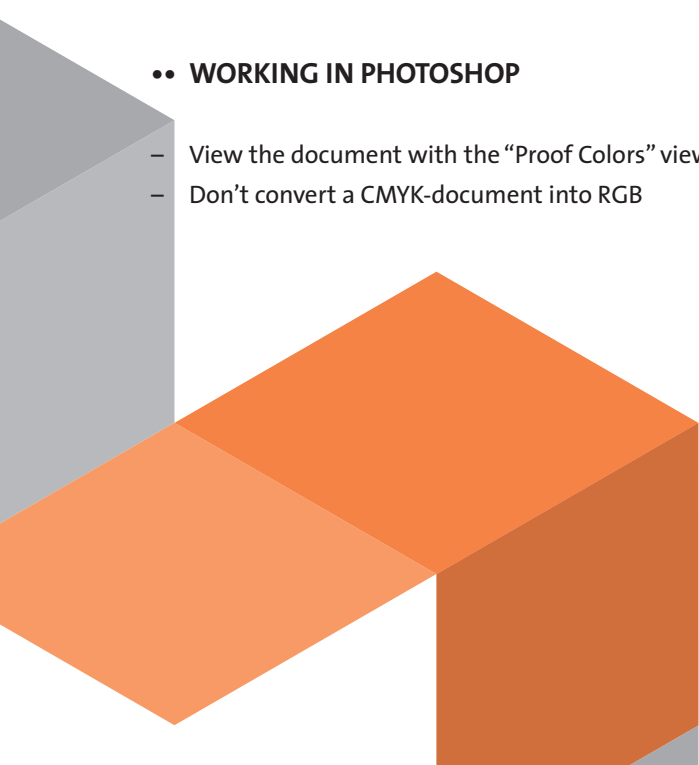 •• WORKING IN PHOTOSHOP
– View the document with the “Proof Colors”
– Don’t convert a CMYK-document into RGB